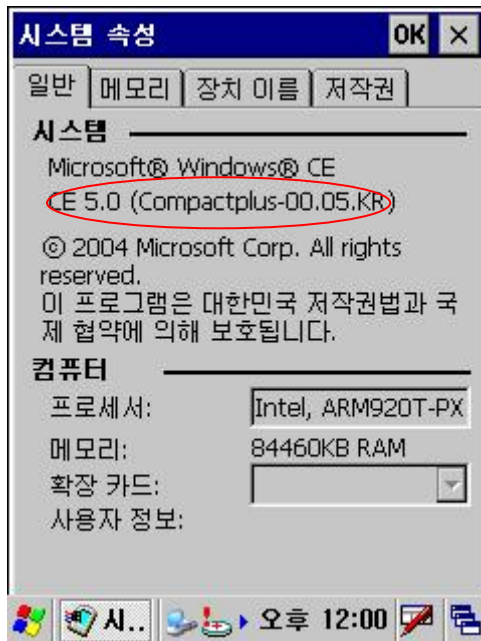 시스템 속성 OK ×
일반 메모리 장치 이름 저작권
시스템
Microsoft® Windows® CE
CE 5.0 (Compactplus-00.05.KR)
© 2004 Microsoft Corp. All rights
reserved.
이 프로그램은 대한민국 저작권법과 국
제 협약에 의해 보호됩니다.
컴퓨터
프로세서: Intel, ARM920T-PX
메모리: 84460KB RAM
확장 카드:
사용자 정보:
시.. 오후 12:00